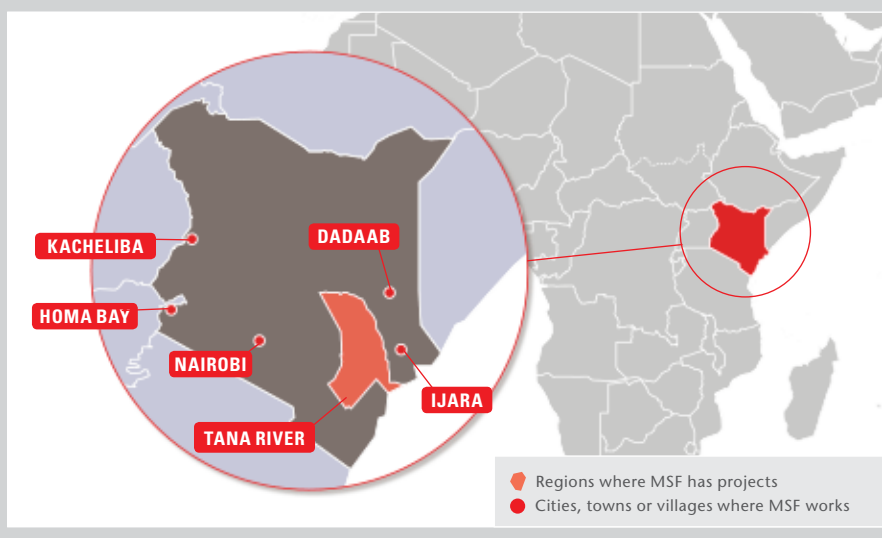 KACHELIBA
DADAAB
HOMA BAY
NAIROBI
IJARA
TANA RIVER
Regions where MSF has projects
Cities, towns or villages where MSF works